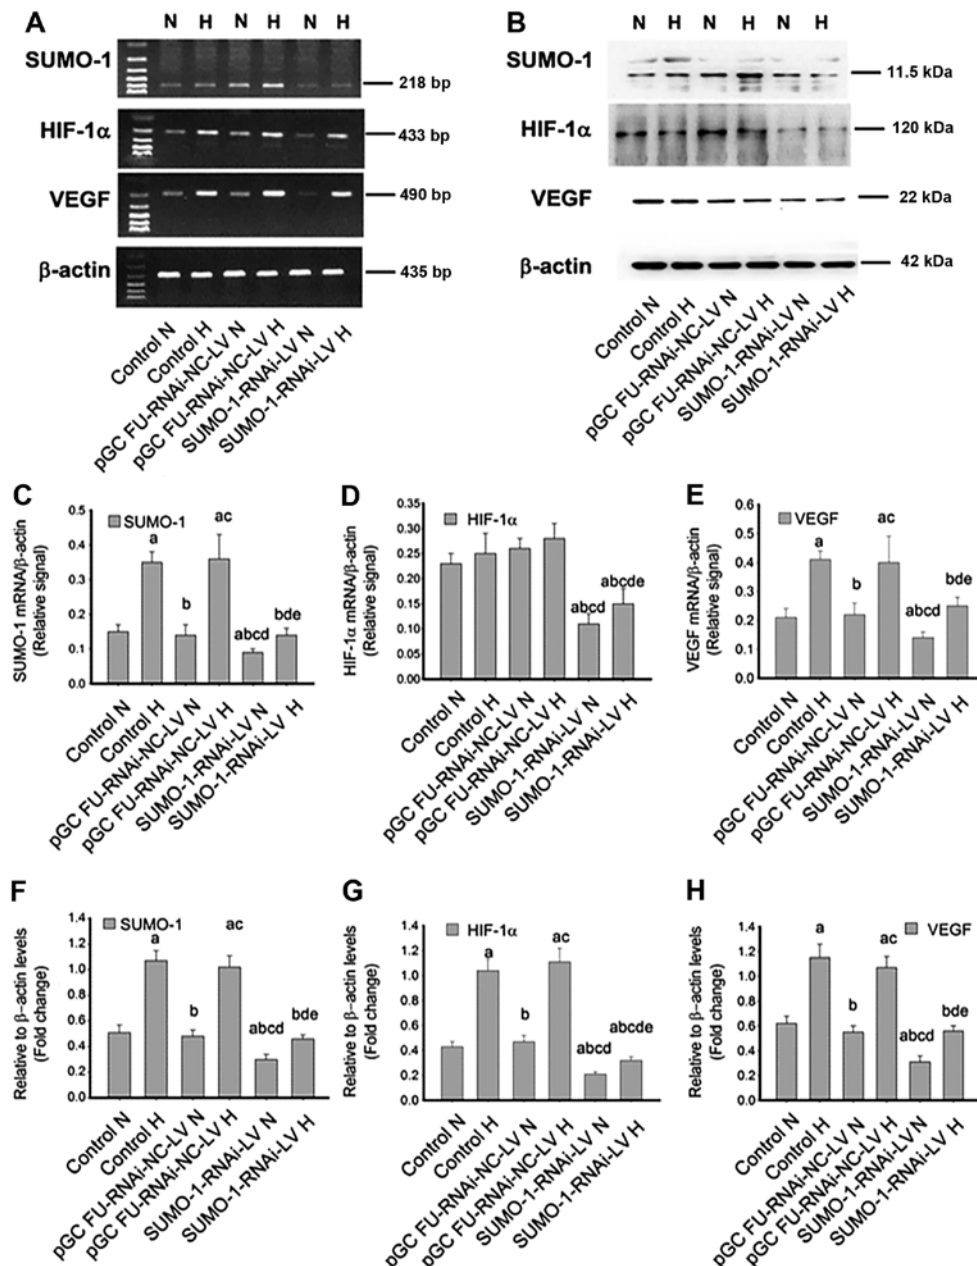 A
N H N H N H
SUMO-1
218 bp
HIF-1α
433 bp
VEGF
490 bp
β-actin
435 bp
Control N
Control H
pGC FU-RNAi-NC-LV N
pGC FU-RNAi-NC-LV H
SUMO-1-RNAi-LV N
SUMO-1-RNAi-LV H
B
N H N H N H
SUMO-1
11.5 kDa
HIF-1α
120 kDa
VEGF
22 kDa
β-actin
42 kDa
Control N
Control H
pGC FU-RNAi-NC-LV N
pGC FU-RNAi-NC-LV H
SUMO-1-RNAi-LV N
SUMO-1-RNAi-LV H
C
SUMO-1 mRNA/β-actin
(Relative signal)
0.5
0.4
0.3
0.2
0.1
0.0
SUMO-1
a
b
ac
abcd
bde
Control N
Control H
pGC FU-RNAi-NC-LV N
pGC FU-RNAi-NC-LV H
SUMO-1-RNAi-LV N
SUMO-1-RNAi-LV H
D
HIF-1α mRNA/β-actin
(Relative signal)
0.35
0.30
0.25
0.20
0.15
0.10
0.05
0.00
HIF-1α
abcd
abcde
Control N
Control H
pGC FU-RNAi-NC-LV N
pGC FU-RNAi-NC-LV H
SUMO-1-RNAi-LV N
SUMO-1-RNAi-LV H
E
VEGF mRNA/β-actin
(Relative signal)
0.6
0.4
0.2
0.0
VEGF
a
b
ac
abcd
bde
Control N
Control H
pGC FU-RNAi-NC-LV N
pGC FU-RNAi-NC-LV H
SUMO-1-RNAi-LV N
SUMO-1-RNAi-LV H
F
Relative to β–actin levels
(Fold change)
1.4
1.2
1.0
0.8
0.6
0.4
0.2
0.0
SUMO-1
a
b
ac
abcd
bde
Control N
Control H
pGC FU-RNAi-NC-LV N
pGC FU-RNAi-NC-LV H
SUMO-1-RNAi-LV N
SUMO-1-RNAi-LV H
G
Relative to β–actin levels
(Fold change)
1.4
1.2
1.0
0.8
0.6
0.4
0.2
0.0
HIF-1α
a
b
ac
abcd
abcde
Control N
Control H
pGC FU-RNAi-NC-LV N
pGC FU-RNAi-NC-LV H
SUMO-1-RNAi-LV N
SUMO-1-RNAi-LV H
H
Relative to β–actin levels
(Fold change)
1.4
1.2
1.0
0.8
0.6
0.4
0.2
0.0
VEGF
a
b
ac
abcd
bde
Control N
Control H
pGC FU-RNAi-NC-LV N
pGC FU-RNAi-NC-LV H
SUMO-1-RNAi-LV N
SUMO-1-RNAi-LV H